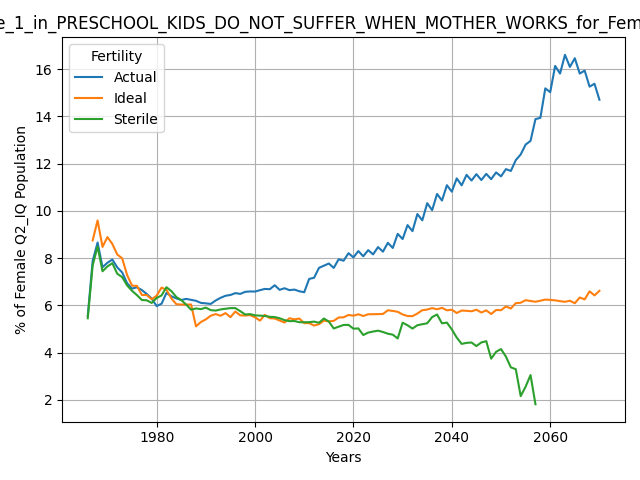 e_1_in_PRESCHOOL_KIDS_DO_NOT_SUFFER_WHEN_MOTHER_WORKS_for_Fem
Fertility
Actual
Ideal
Sterile
% of Female Q2_IQ Population
16
14
12
10
8
6
4
2
1980
2000
2020
2040
2060
Years